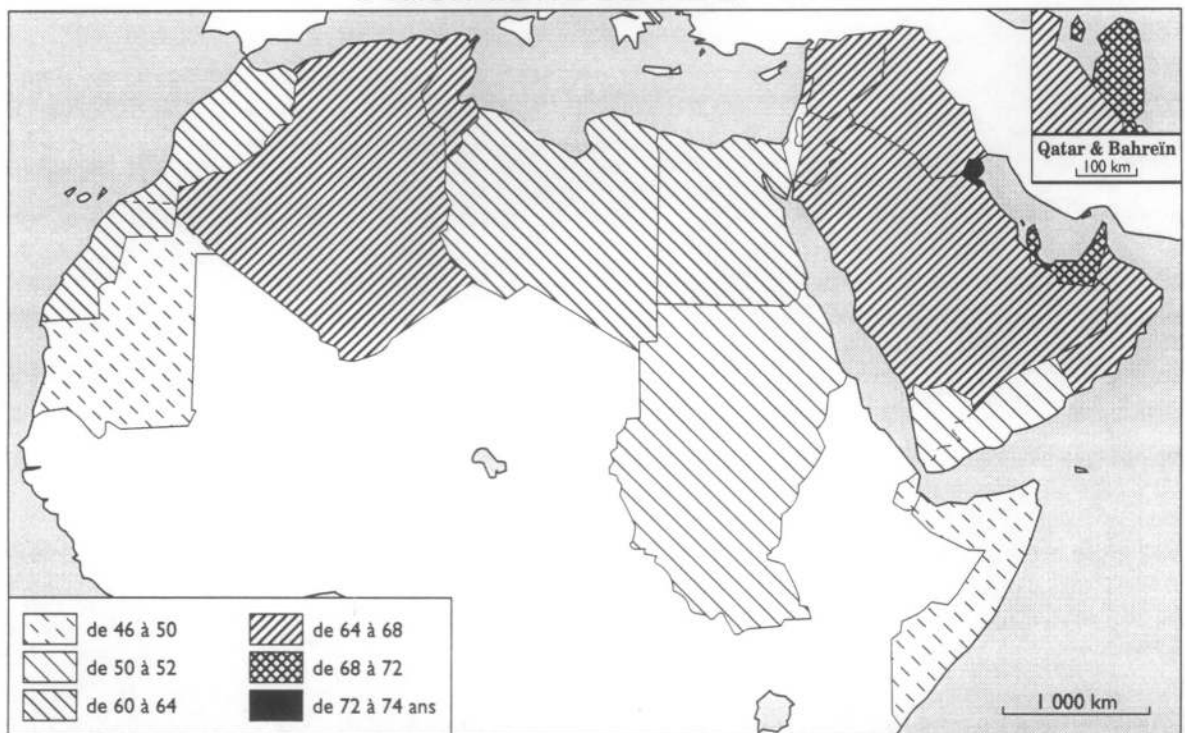 Qatar & Bahreïn
100 km
de 46 à 50
de 50 à 52
de 60 à 64
de 64 à 68
de 68 à 72
de 72 à 74 ans
1 000 km